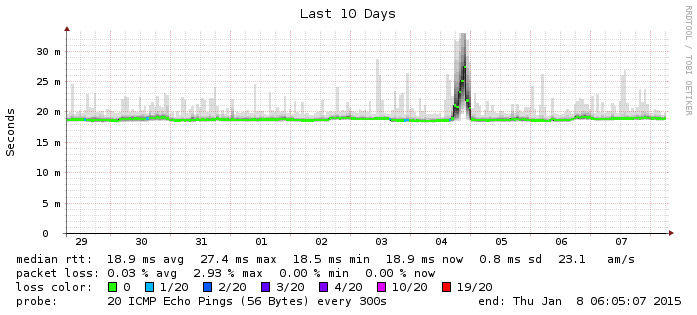 Last 10 Days
RRDTOOL / TOBI OETIKER
Seconds
30 m
25 m
20 m
15 m
10 m
5 m
0
29 30 31 01 02 03 04 05 06 07
median rtt: 18.9 ms avg 27.4 ms max 18.5 ms min 18.9 ms now 0.8 ms sd 23.1 am/s
packet loss: 0.03 % avg 2.93 % max 0.00 % min 0.00 % now
loss color: 0 1/20 2/20 3/20 4/20 10/20 19/20
probe: 20 ICMP Echo Pings (56 Bytes) every 300s end: Thu Jan 8 06:05:07 2015